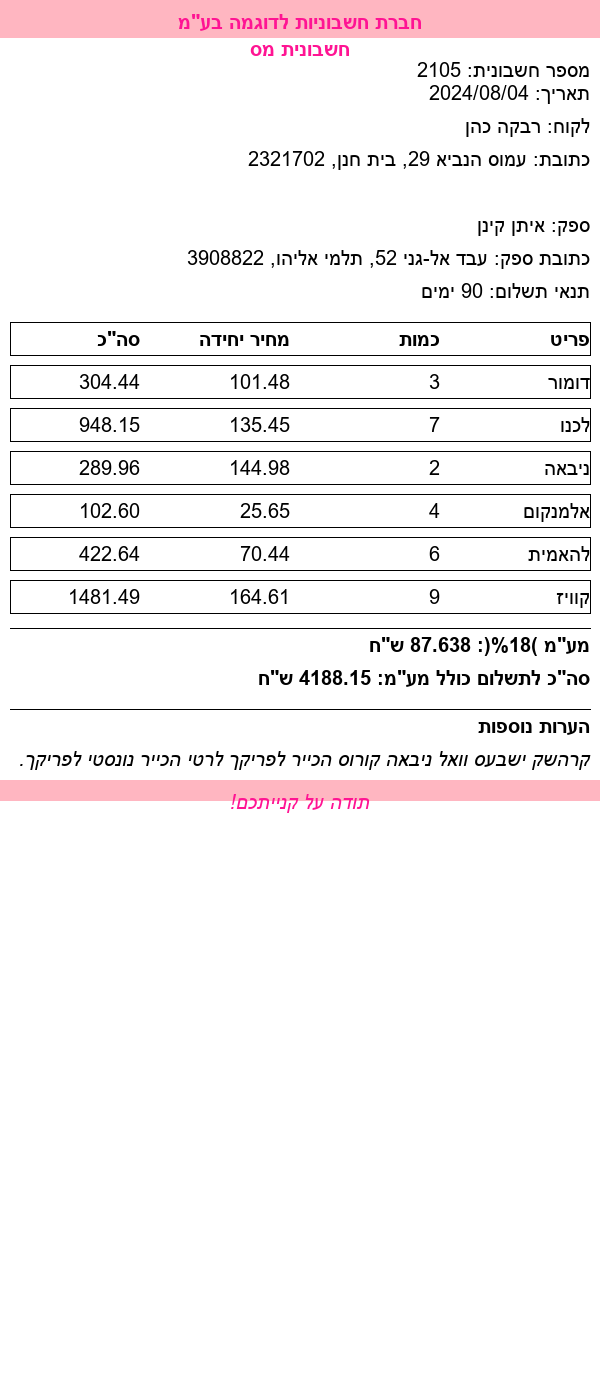 חברת חשבוניות לדוגמה בע"מ
חשבונית מס
מספר חשבונית: 2105
תאריך: 2024/08/04
לקוח: רבקה כהן
כתובת: עמוס הנביא 29, בית חנן, 2321702
ספק: איתן קינן
כתובת ספק: עבד אל-גני 52, תלמי אליהו, 3908822
תנאי תשלום: 90 ימים
פריט כמות מחיר יחידה סה"כ
דומור 3 101.48 304.44
לכנו 7 135.45 948.15
ניבאה 2 144.98 289.96
אלמנקום 4 25.65 102.60
להאמית 6 70.44 422.64
קוויז 9 164.61 1481.49
מע"מ )18%(: 87.638 ש"ח
סה"כ לתשלום כולל מע"מ: 4188.15 ש"ח
הערות נוספות
קרהשק ישבעס וואל ניבאה קורוס הכייר לפריקך לרטי הכייר נונסטי לפריקך.
תודה על קנייתכם!